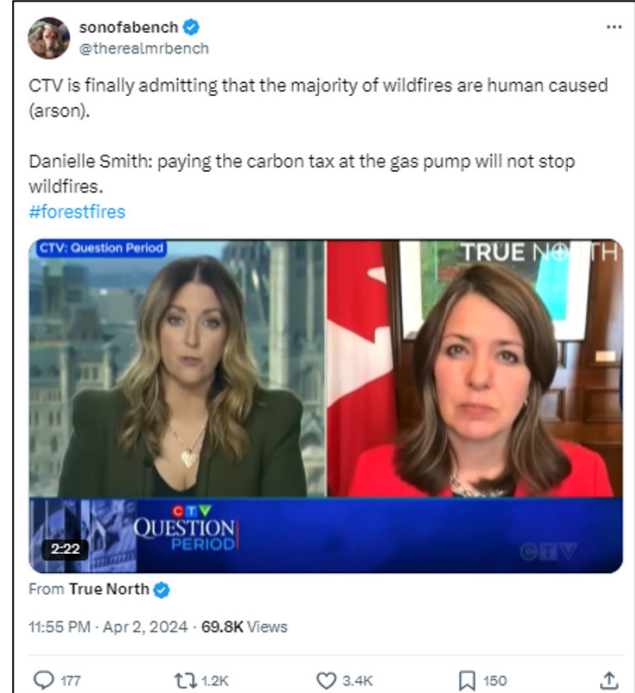 sonofabench
@therealmrbench
CTV is finally admitting that the majority of wildfires are human caused
(arson).
Danielle Smith: paying the carbon tax at the gas pump will not stop
wildfires.
#forestfires
CTV: Question Period
TRUE NORTH
CTV
QUESTION
PERIOD
2:22
CTV
From True North
11:55 PM · Apr 2, 2024 · 69.8K Views
177 1.2K 3.4K 150